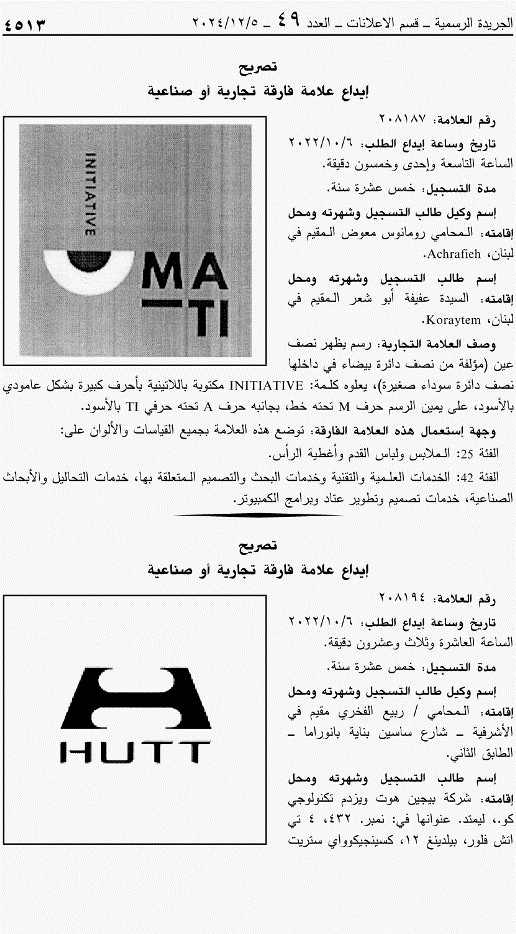 الجريدة الرسمية ــ قسم الاعلانات ــ العدد ٤٩ ــ ٢٠٢٤/١٢/٥
٤٥١٣
تصريح
إيداع علامة فارقة تجارية أو صناعية
رقم العلامة: ٢٠٨١٨٧
تاريخ وساعة إيداع الطلب: ٢٠٢٢/١٠/٦
الساعة التاسعة وإحدى وخمسون دقيقة.
مدة التسجيل: خمس عشرة سنة.
إسم وكيل طالب التسجيل وشهرته ومحل
إقامته: المحامي رومانوس معوض المقيم في
لبنان، Achrafieh.
إسم طالب التسجيل وشهرته ومحل
إقامته: السيدة عفيفة أبو شعر المقيم في
لبنان، Koraytem.
وصف العلامة التجارية: رسم يظهر نصف
عين (مؤلفة من نصف دائرة بيضاء في داخلها
نصف دائرة سوداء صغيرة)، يعلوه كلمة: INITIATIVE مكتوبة باللاتينية بأحرف كبيرة بشكل عامودي
بالأسود، على يمين الرسم حرف M تحته خط، بجانبه حرف A تحته حرفي TI بالأسود.
وجهة إستعمال هذه العلامة الفارقة: توضع هذه العلامة بجميع القياسات والألوان على:
الفئة 25: الملابس ولباس القدم وأغطية الرأس.
الفئة 42: الخدمات العلمية والتقنية وخدمات البحث والتصميم المتعلقة بها، خدمات التحاليل والأبحاث
الصناعية، خدمات تصميم وتطوير عتاد وبرامج الكمبيوتر.
INITIATIVE
MA
TI
تصريح
إيداع علامة فارقة تجارية أو صناعية
رقم العلامة: ٢٠٨١٩٤
تاريخ وساعة إيداع الطلب: ٢٠٢٢/١٠/٦
الساعة العاشرة وثلاث وعشرون دقيقة.
مدة التسجيل: خمس عشرة سنة.
إسم وكيل طالب التسجيل وشهرته ومحل
إقامته: المحامي / ربيع الفخري مقيم في
الأشرفية ــ شارع ساسين بناية بانوراما ــ
الطابق الثاني.
إسم طالب التسجيل وشهرته ومحل
إقامته: شركة بيجين هوت ويزدم تكنولوجي
كو.، ليمتد. عنوانها في: نمبر. ٤٣٢، ٤ تي
اتش فلور، بيلدينغ ١٢، كسينجيكوواي ستريت
HUTT